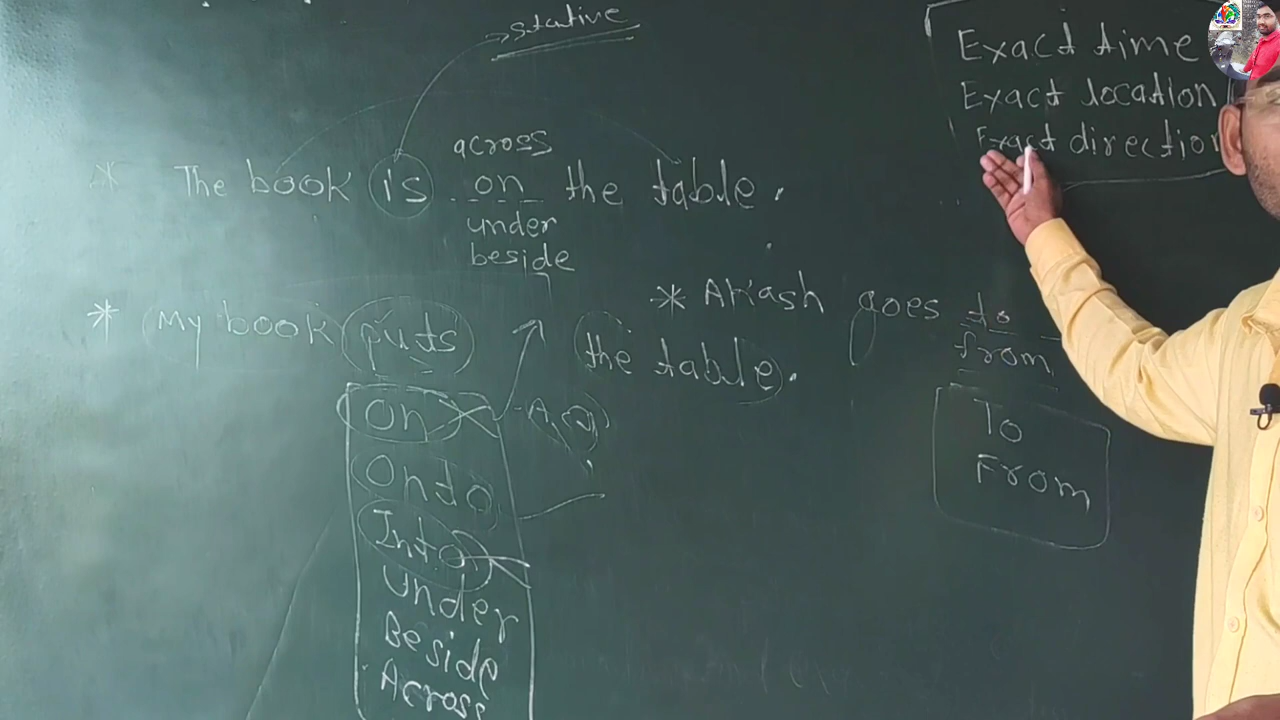 stative
Exact time
Exact location
Exact direction
across
* The book is on the table.
under
beside
* My book puts the table.
* Akash goes to
from
On
Onto
Into
Under
Beside
Across
To
From